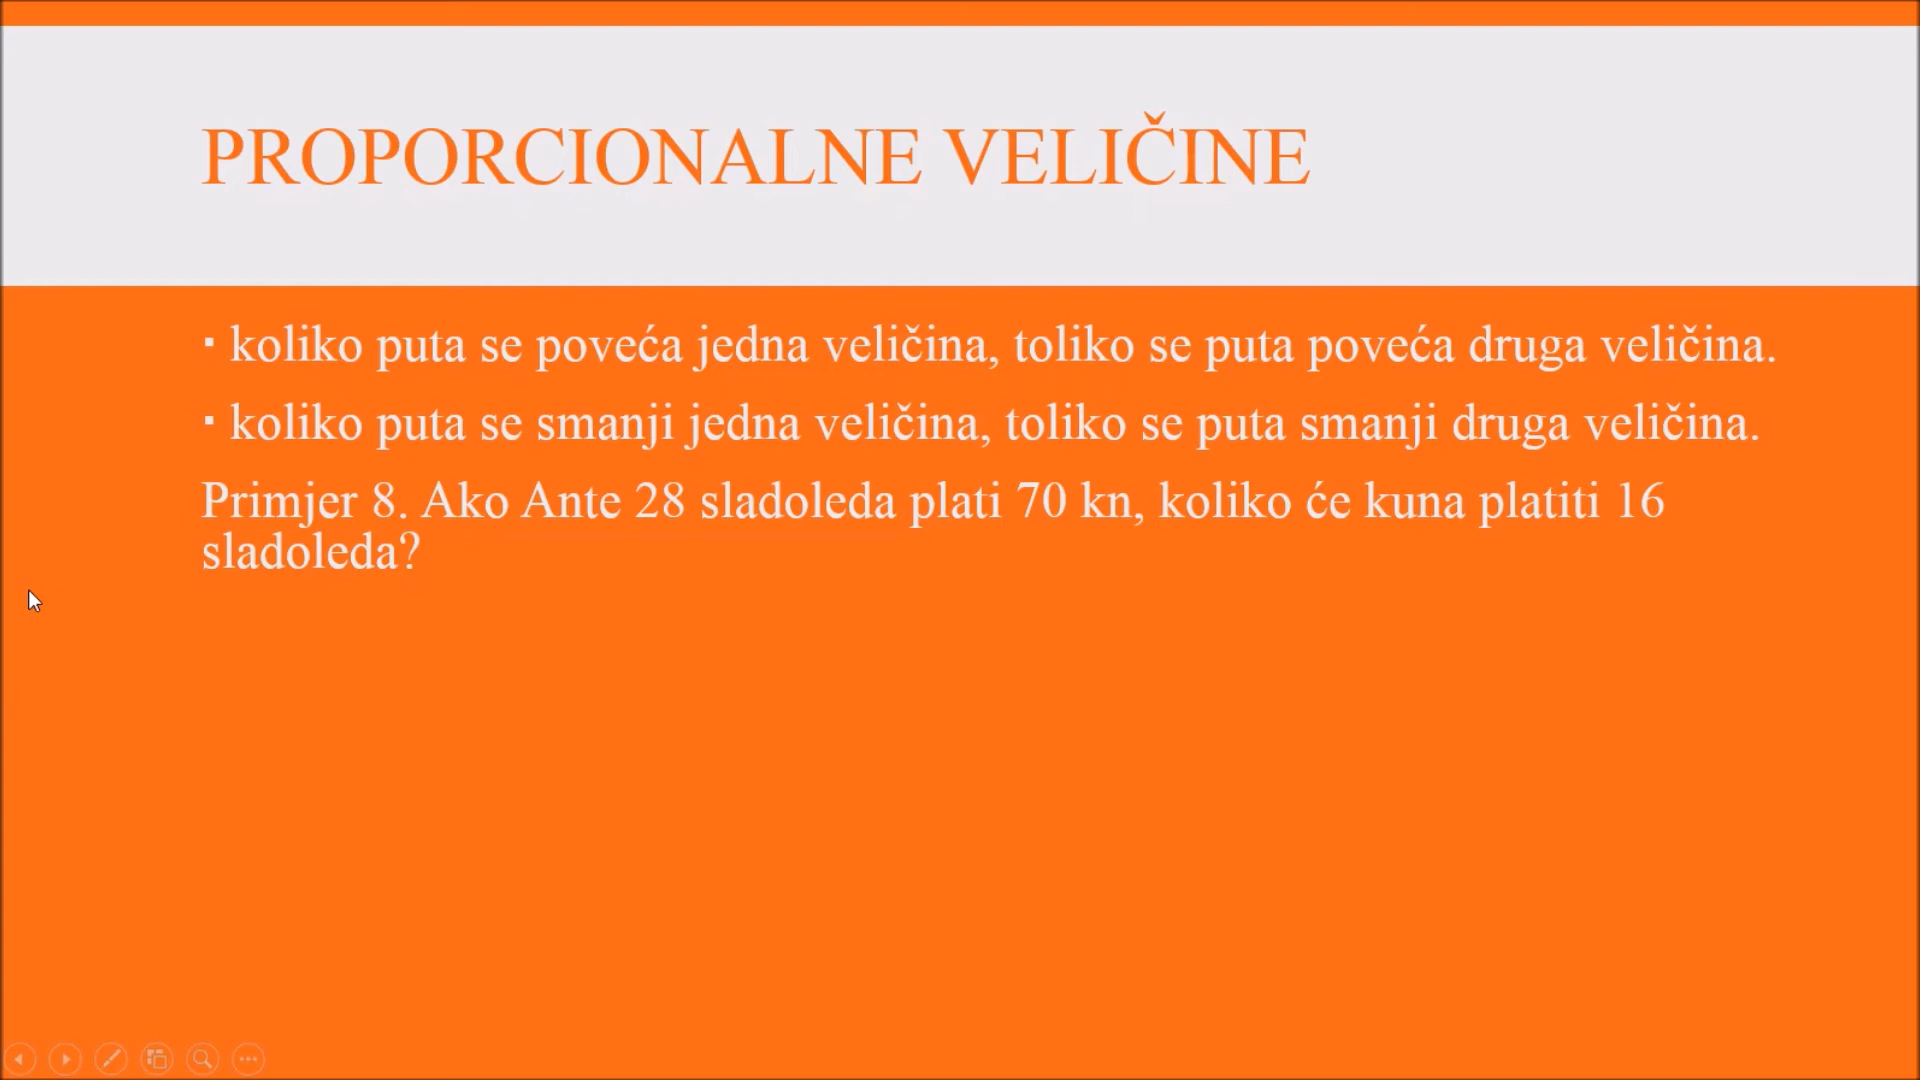 PROPORCIONALNE VELIČINE
▪ koliko puta se poveća jedna veličina, toliko se puta poveća druga veličina.
▪ koliko puta se smanji jedna veličina, toliko se puta smanji druga veličina.
Primjer 8. Ako Ante 28 sladoleda plati 70 kn, koliko će kuna platiti 16
sladoleda?